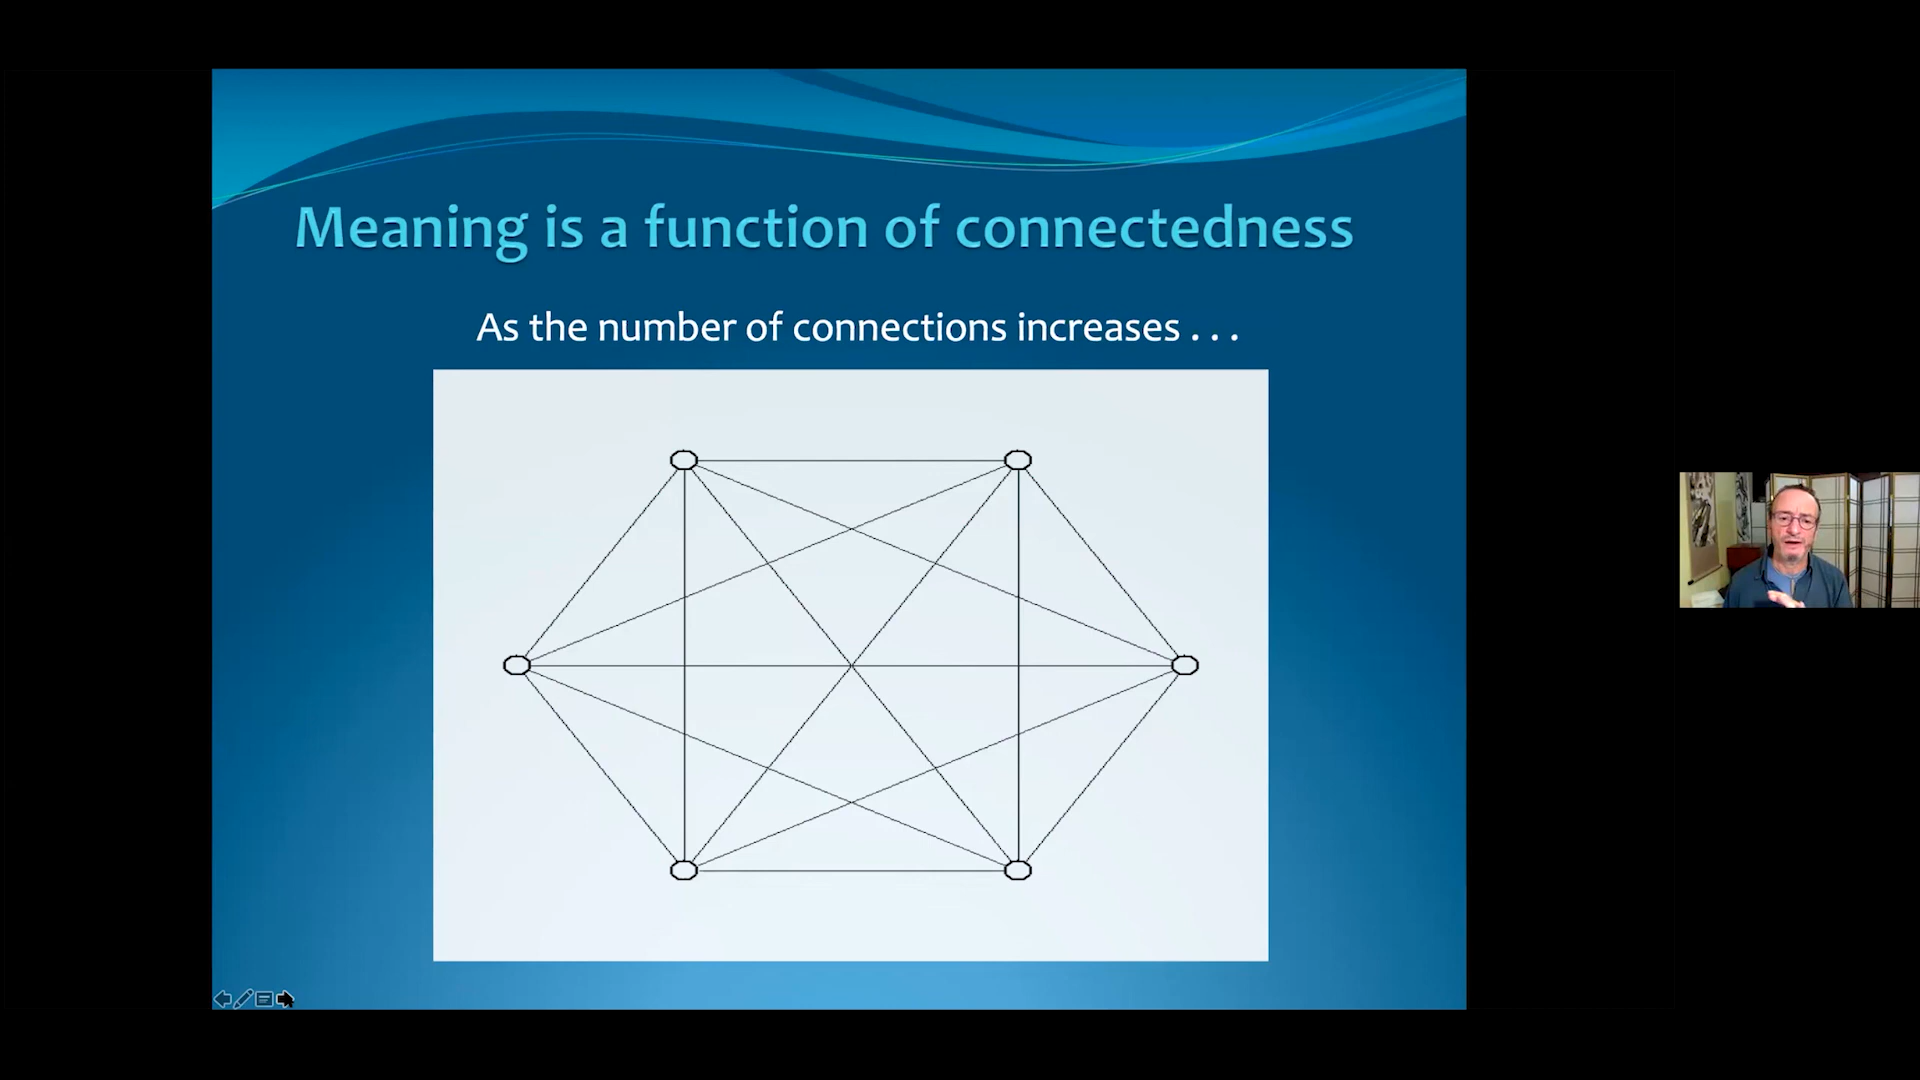 Meaning is a function of connectedness
As the number of connections increases . . .